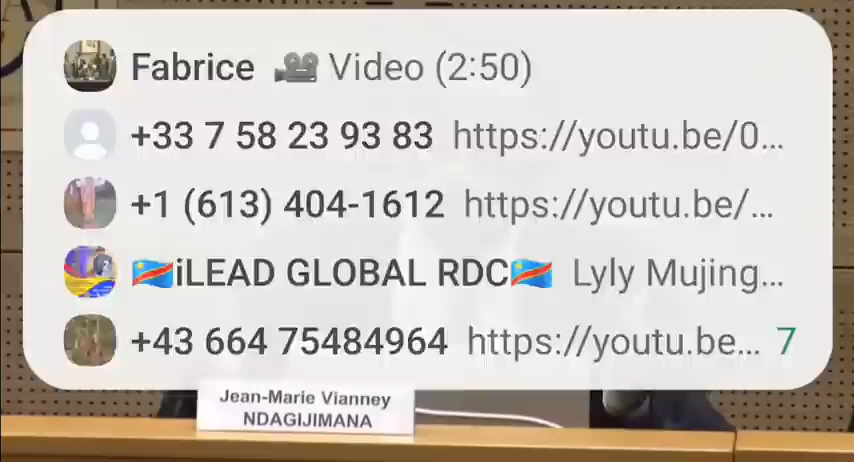 Fabrice 🎥 Video (2:50)
+33 7 58 23 93 83 https://youtu.be/0...
+1 (613) 404-1612 https://youtu.be/...
🇨🇩iLEAD GLOBAL RDC🇨🇩 Lyly Mujing...
+43 664 75484964 https://youtu.be... 7
Jean-Marie Vianney
NDAGIJIMANA